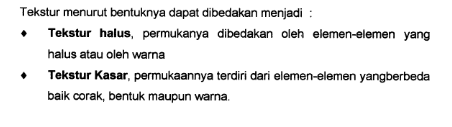 Tekstur menurut bentuknya dapat dibedakan menjadi :
♦ Tekstur halus, permukanya dibedakan oleh elemen-elemen yang
halus atau oleh warna
♦ Tekstur Kasar, permukaannya terdiri dari elemen-elemen yangberbeda
baik corak, bentuk maupun warna.